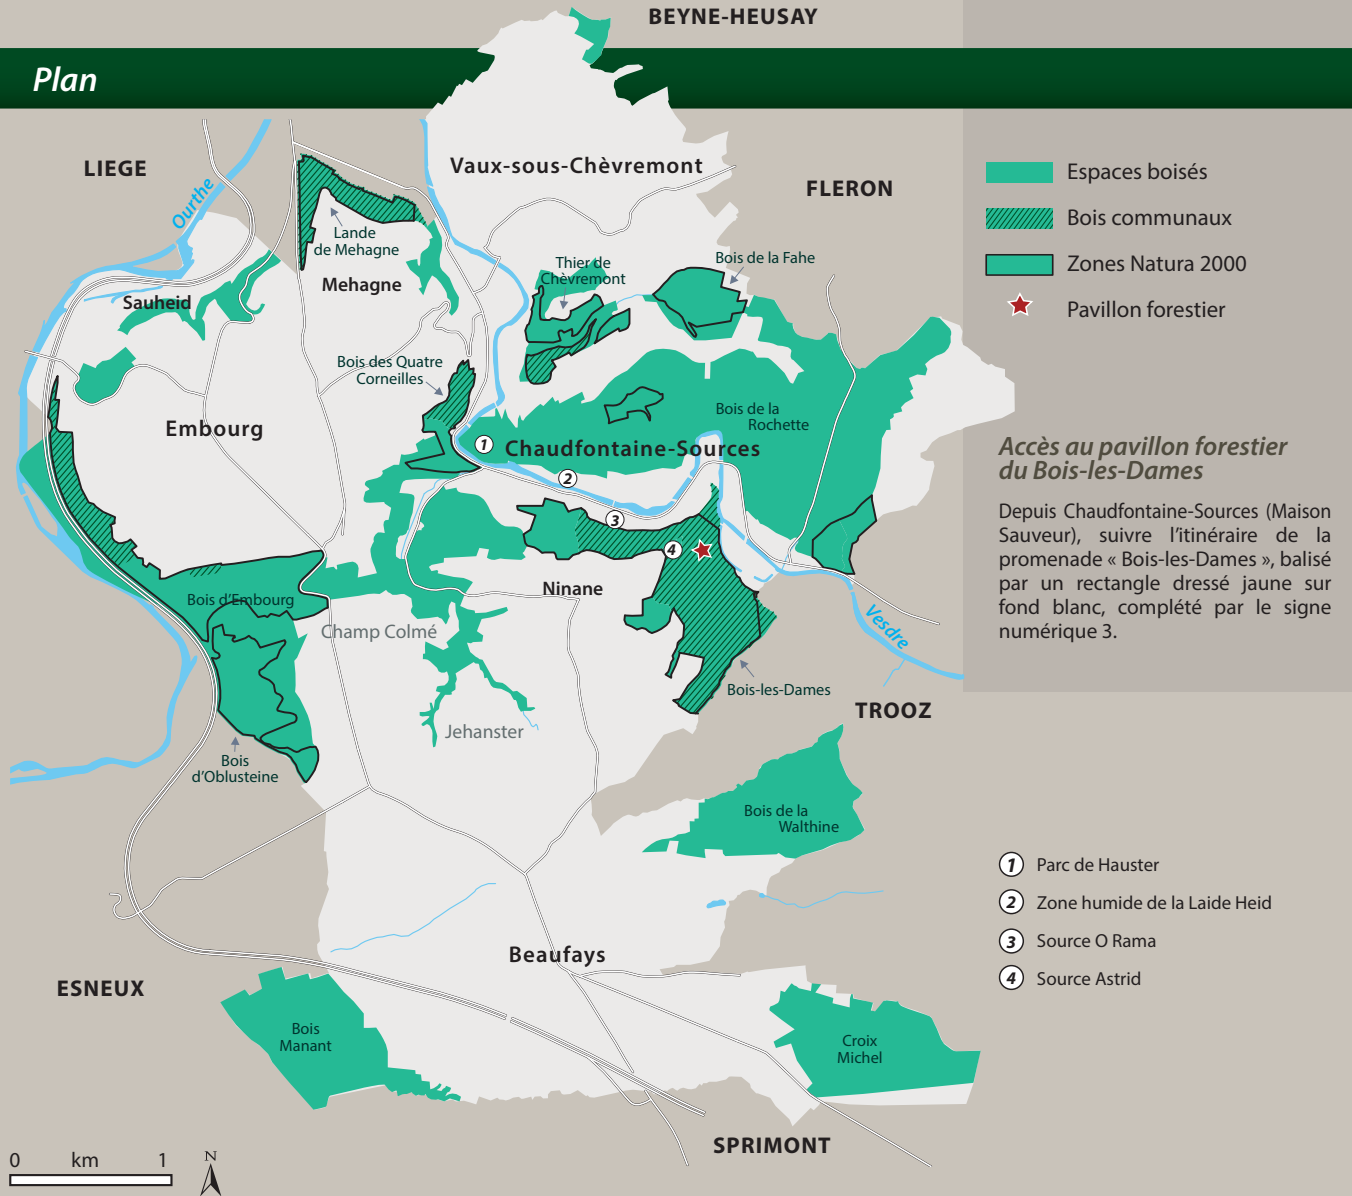 BEYNE-HEUSAY
Plan
LIEGE
Ourthe
Vaux-sous-Chèvremont
FLERON
Lande
de Mehagne
Mehagne
Sauheid
Thier de
Chèvremont
Bois de la Fahe
Bois des Quatre
Corneilles
Bois de la
Rochette
Embourg
1
Chaudfontaine-Sources
2
3
4
Ninane
Bois d'Embourg
Champ Colmé
Vesdre
Bois-les-Dames
TROOZ
Jehanster
Bois
d'Oblusteine
Bois de la
Walthine
Beaufays
ESNEUX
Bois
Manant
Croix
Michel
SPRIMONT
0 km 1
N
Espaces boisés
Bois communaux
Zones Natura 2000
Pavillon forestier
Accès au pavillon forestier
du Bois-les-Dames
Depuis Chaudfontaine-Sources (Maison
Sauveur), suivre l'itinéraire de la
promenade « Bois-les-Dames », balisé
par un rectangle dressé jaune sur
fond blanc, complété par le signe
numérique 3.
1 Parc de Hauster
2 Zone humide de la Laide Heid
3 Source O Rama
4 Source Astrid